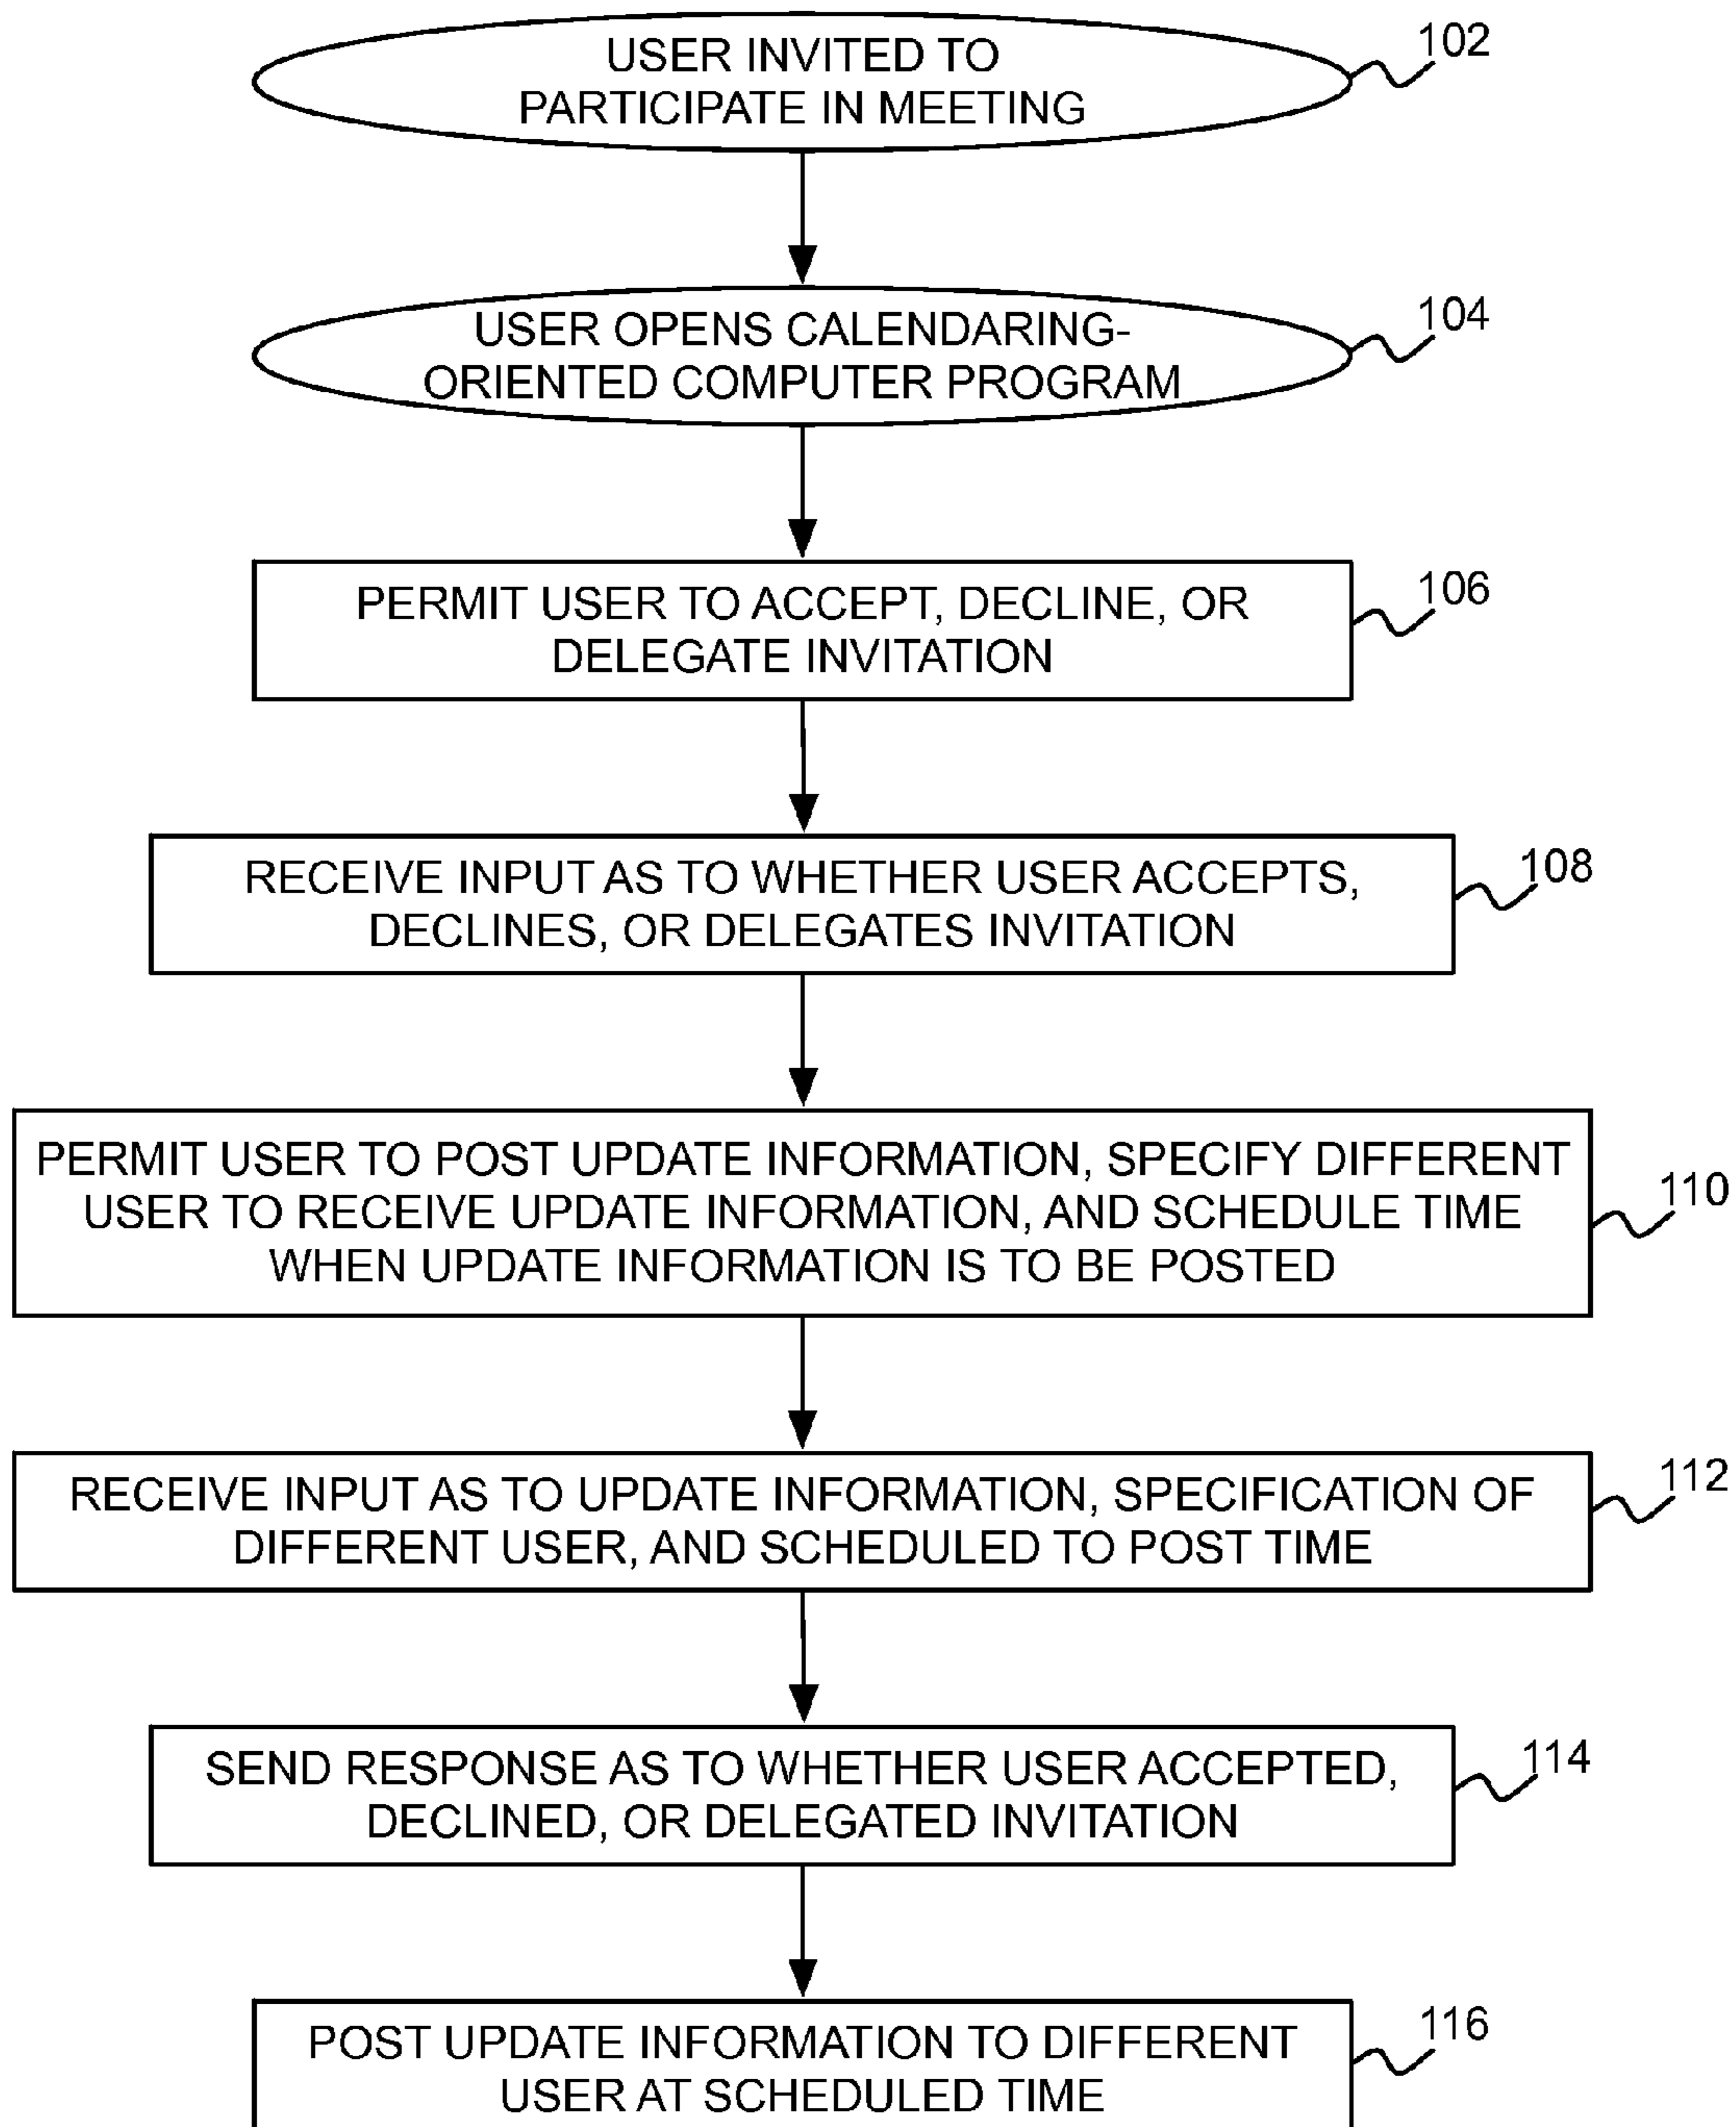 USER INVITED TO
PARTICIPATE IN MEETING
102
USER OPENS CALENDARING-
ORIENTED COMPUTER PROGRAM
104
PERMIT USER TO ACCEPT, DECLINE, OR
DELEGATE INVITATION
106
RECEIVE INPUT AS TO WHETHER USER ACCEPTS,
DECLINES, OR DELEGATES INVITATION
108
PERMIT USER TO POST UPDATE INFORMATION, SPECIFY DIFFERENT
USER TO RECEIVE UPDATE INFORMATION, AND SCHEDULE TIME
WHEN UPDATE INFORMATION IS TO BE POSTED
110
RECEIVE INPUT AS TO UPDATE INFORMATION, SPECIFICATION OF
DIFFERENT USER, AND SCHEDULED TO POST TIME
112
SEND RESPONSE AS TO WHETHER USER ACCEPTED,
DECLINED, OR DELEGATED INVITATION
114
POST UPDATE INFORMATION TO DIFFERENT
USER AT SCHEDULED TIME
116